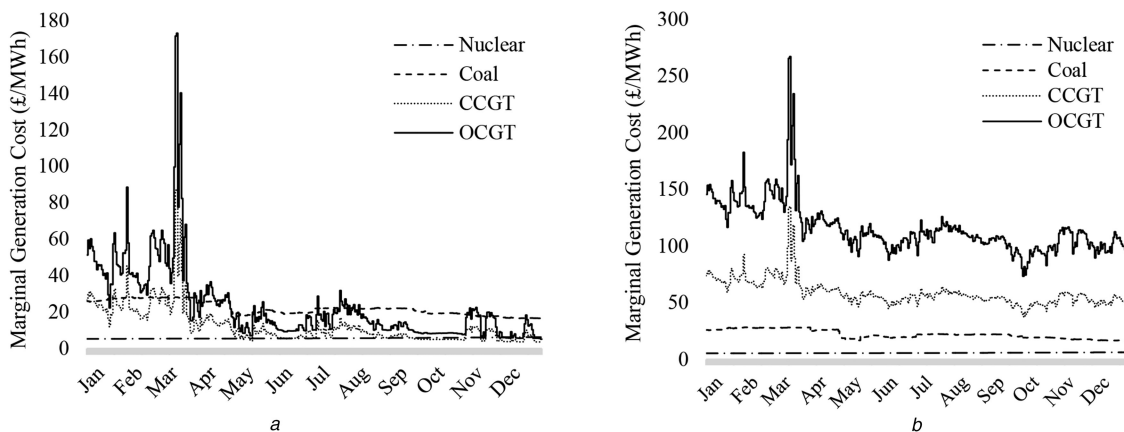 Marginal Generation Cost (£/MWh)
180
160
140
120
100
80
60
40
20
0
Nuclear
Coal
CCGT
OCGT
Jan Feb Mar Apr May Jun Jul Aug Sep Oct Nov Dec
a
Marginal Generation Cost (£/MWh)
300
250
200
150
100
50
0
Nuclear
Coal
CCGT
OCGT
Jan Feb Mar Apr May Jun Jul Aug Sep Oct Nov Dec
b